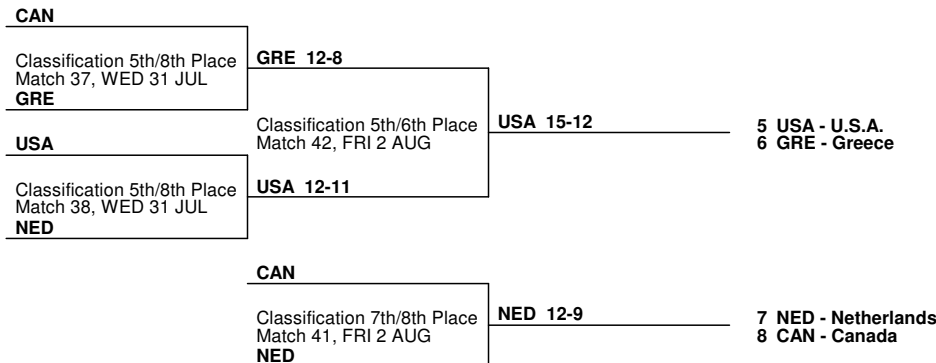 CAN
Classification 5th/8th Place
Match 37, WED 31 JUL
GRE
GRE 12-8
USA
Classification 5th/8th Place
Match 38, WED 31 JUL
NED
USA 12-11
Classification 5th/6th Place
Match 42, FRI 2 AUG
USA 15-12
5 USA - U.S.A.
6 GRE - Greece
CAN
Classification 7th/8th Place
Match 41, FRI 2 AUG
NED
NED 12-9
7 NED - Netherlands
8 CAN - Canada